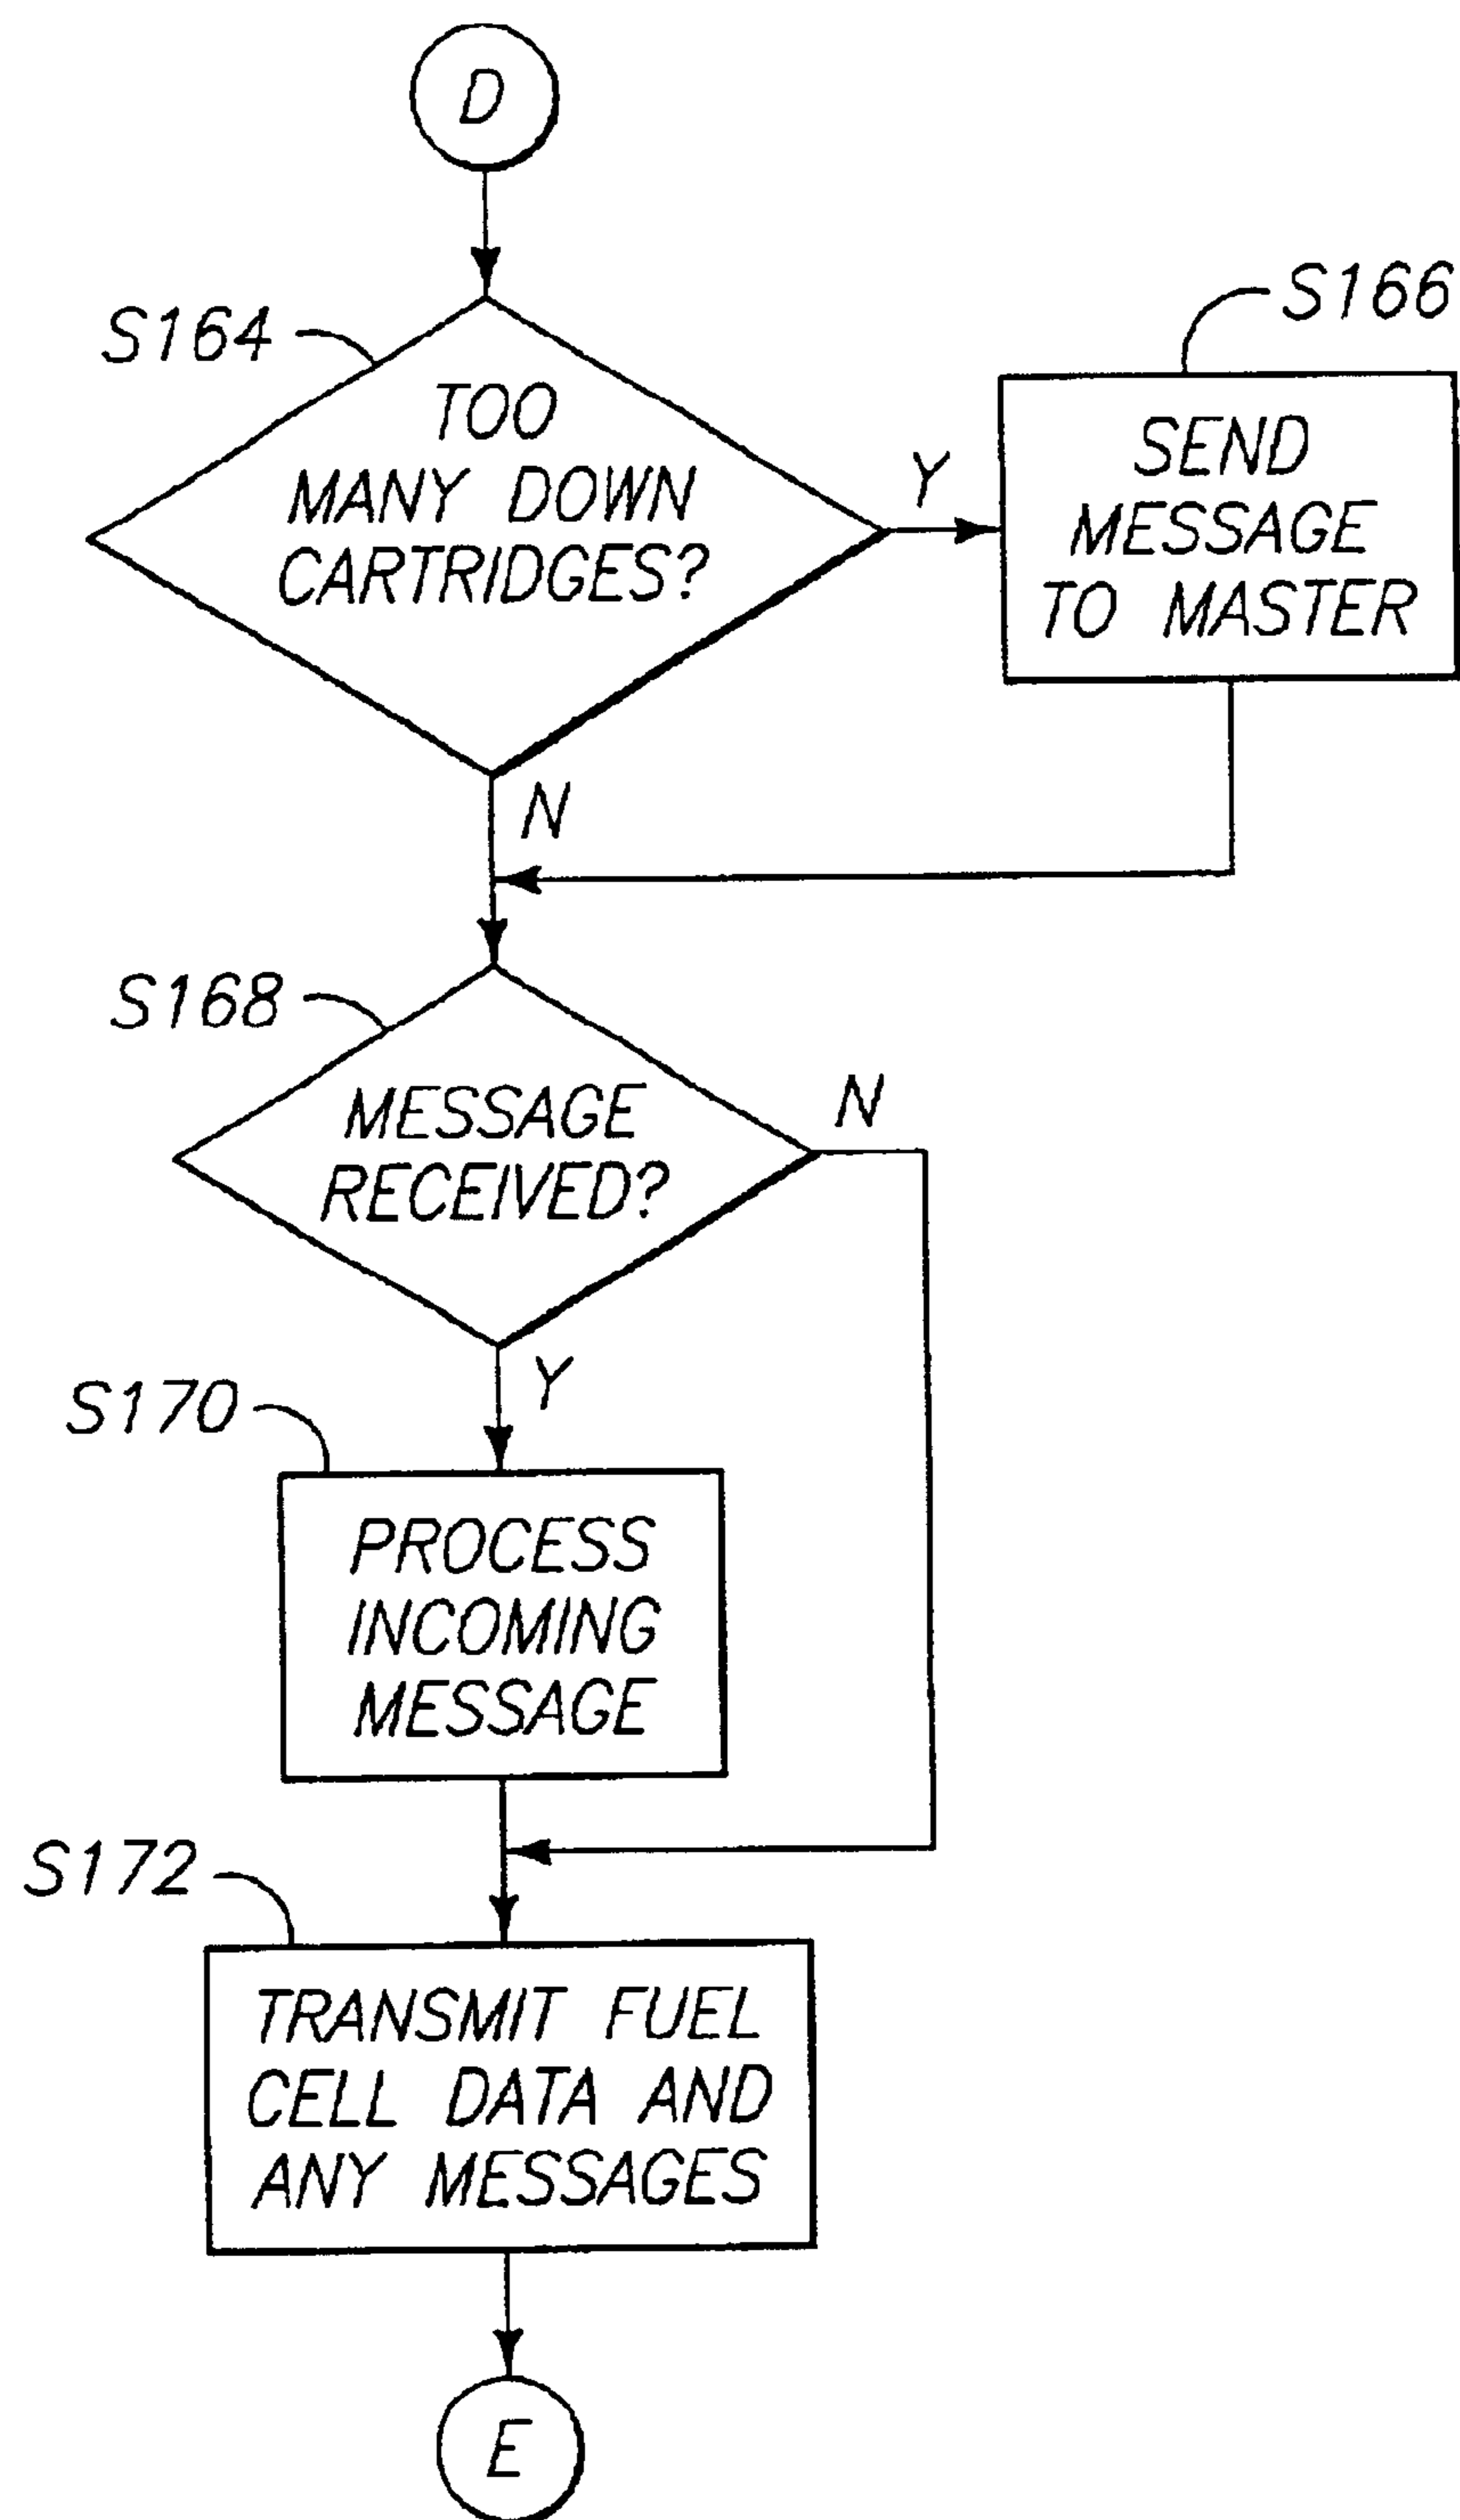 D
S164
TOO
MANY DOWN
CARTRIDGES?
Y
S166
SEND
MESSAGE
TO MASTER
N
S168
MESSAGE
RECEIVED?
N
Y
S170
PROCESS
INCOMING
MESSAGE
S172
TRANSMIT FUEL
CELL DATA AND
ANY MESSAGES
E